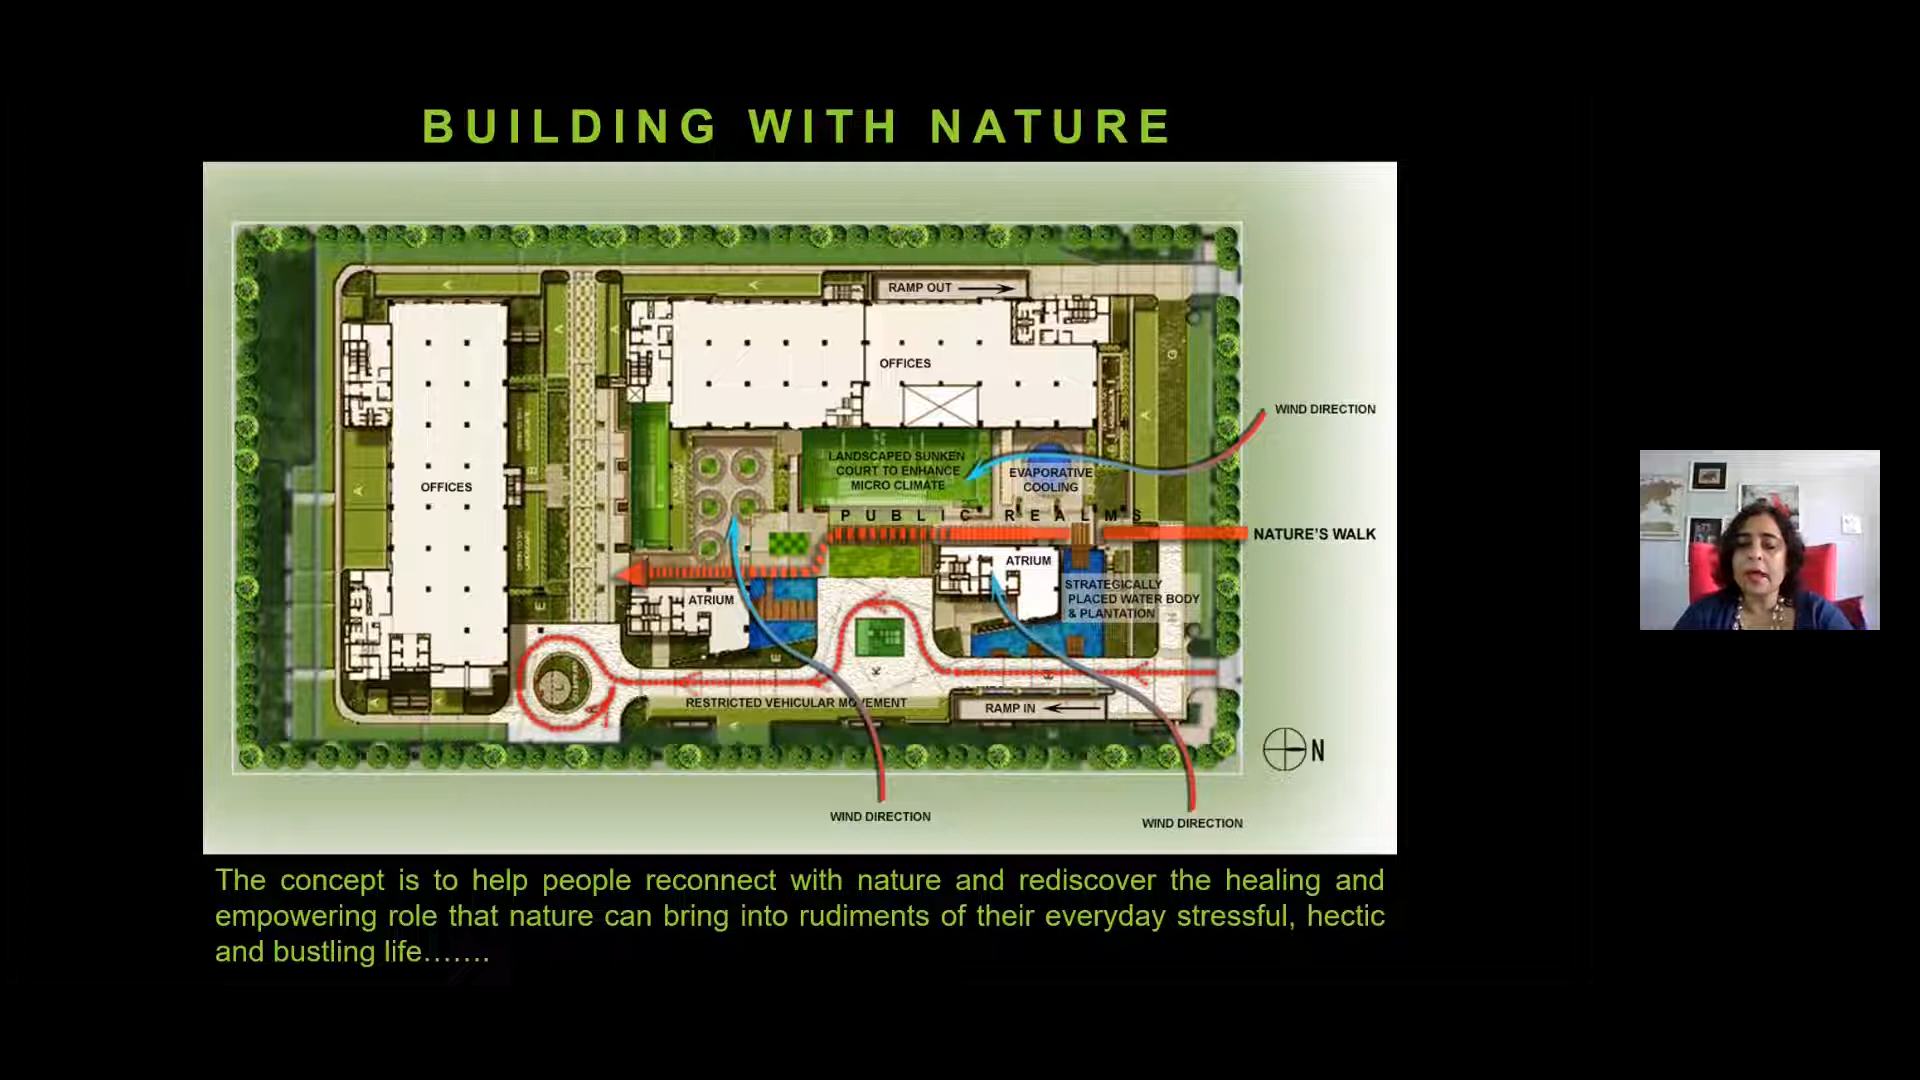 BUILDING WITH NATURE
RAMP OUT
OFFICES
WIND DIRECTION
LANDSCAPED SUNKEN
COURT TO ENHANCE
MICRO CLIMATE
EVAPORATIVE
COOLING
OFFICES
PUBLIC REALMS
NATURE'S WALK
ATRIUM
STRATEGICALLY
PLACED WATER BODY
& PLANTATION
ATRIUM
RESTRICTED VEHICULAR MOVEMENT
RAMP IN
N
WIND DIRECTION
WIND DIRECTION
The concept is to help people reconnect with nature and rediscover the healing and
empowering role that nature can bring into rudiments of their everyday stressful, hectic
and bustling life…….